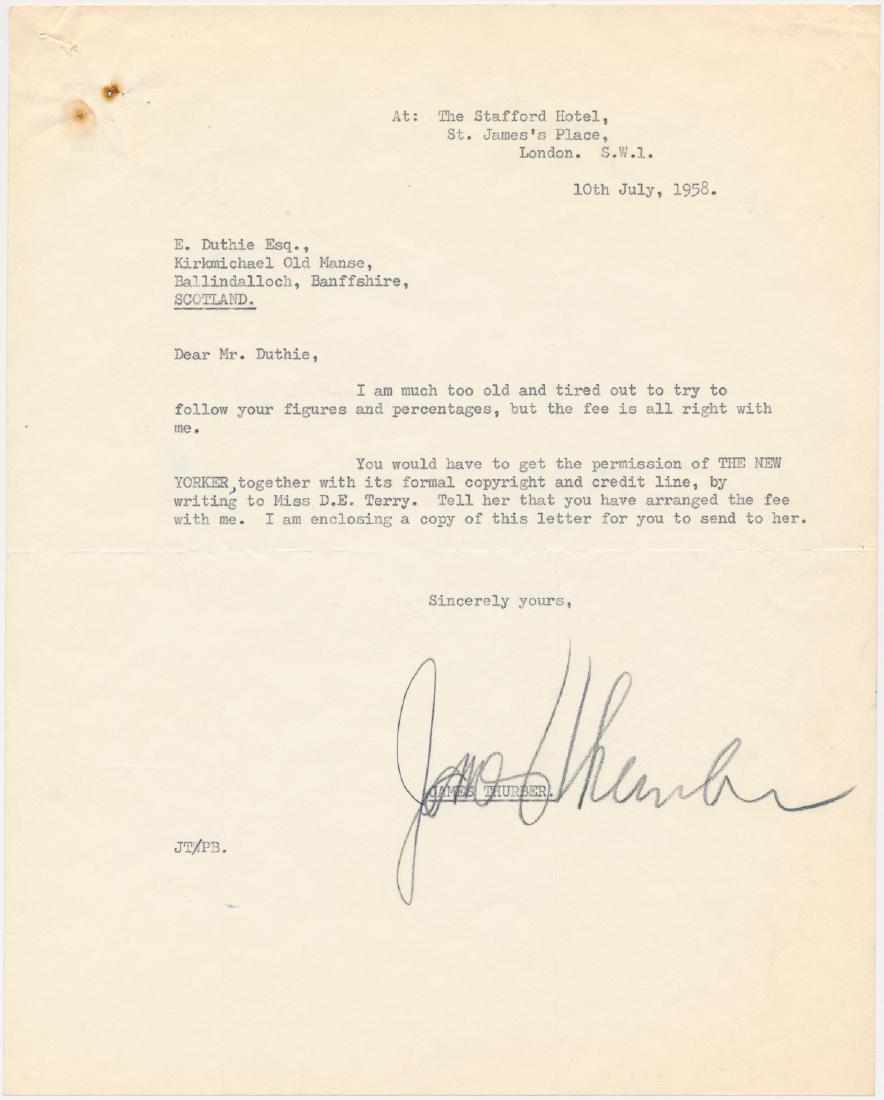 At: The Stafford Hotel,
St. James's Place,
London. S.W.1.
10th July, 1958.
E. Duthie Esq.,
Kirkmichael Old Manse,
Ballindalloch, Banffshire,
SCOTLAND.
Dear Mr. Duthie,
I am much too old and tired out to try to
follow your figures and percentages, but the fee is all right with
me.
You would have to get the permission of THE NEW
YORKER, together with its formal copyright and credit line, by
writing to Miss D.E. Terry. Tell her that you have arranged the fee
with me. I am enclosing a copy of this letter for you to send to her.
Sincerely yours,
James Thurber
JAMES THURBER.
JT/PB.